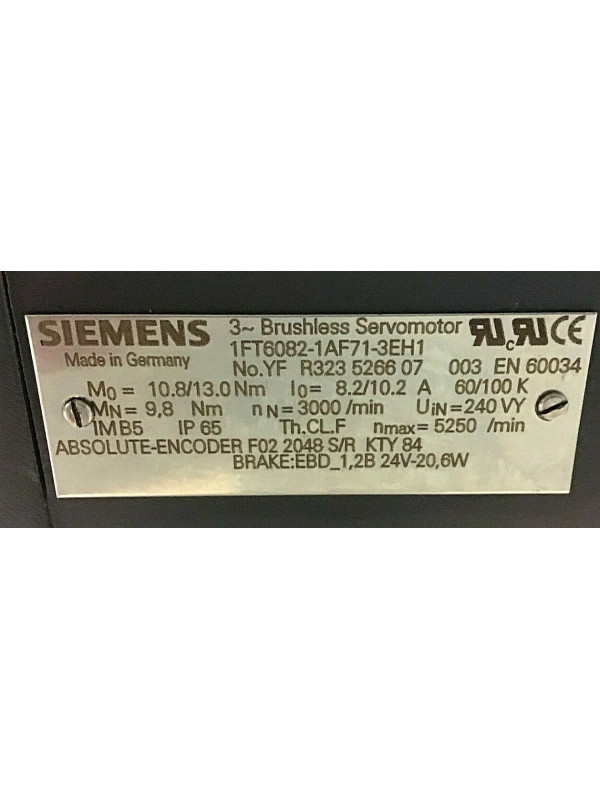 SIEMENS 3~ Brushless Servomotor RU cRU CE
Made in Germany 1FT6082-1AF71-3EH1
No.YF R323 5266 07 003 EN 60034
M0 = 10.8/13.0 Nm I0 = 8.2/10.2 A 60/100 K
MN = 9,8 Nm nN = 3000 /min UiN = 240 VY
IM B5 IP 65 Th.CL.F nmax = 5250 /min
ABSOLUTE-ENCODER F02 2048 S/R KTY 84
BRAKE:EBD_1,2B 24V-20,6W